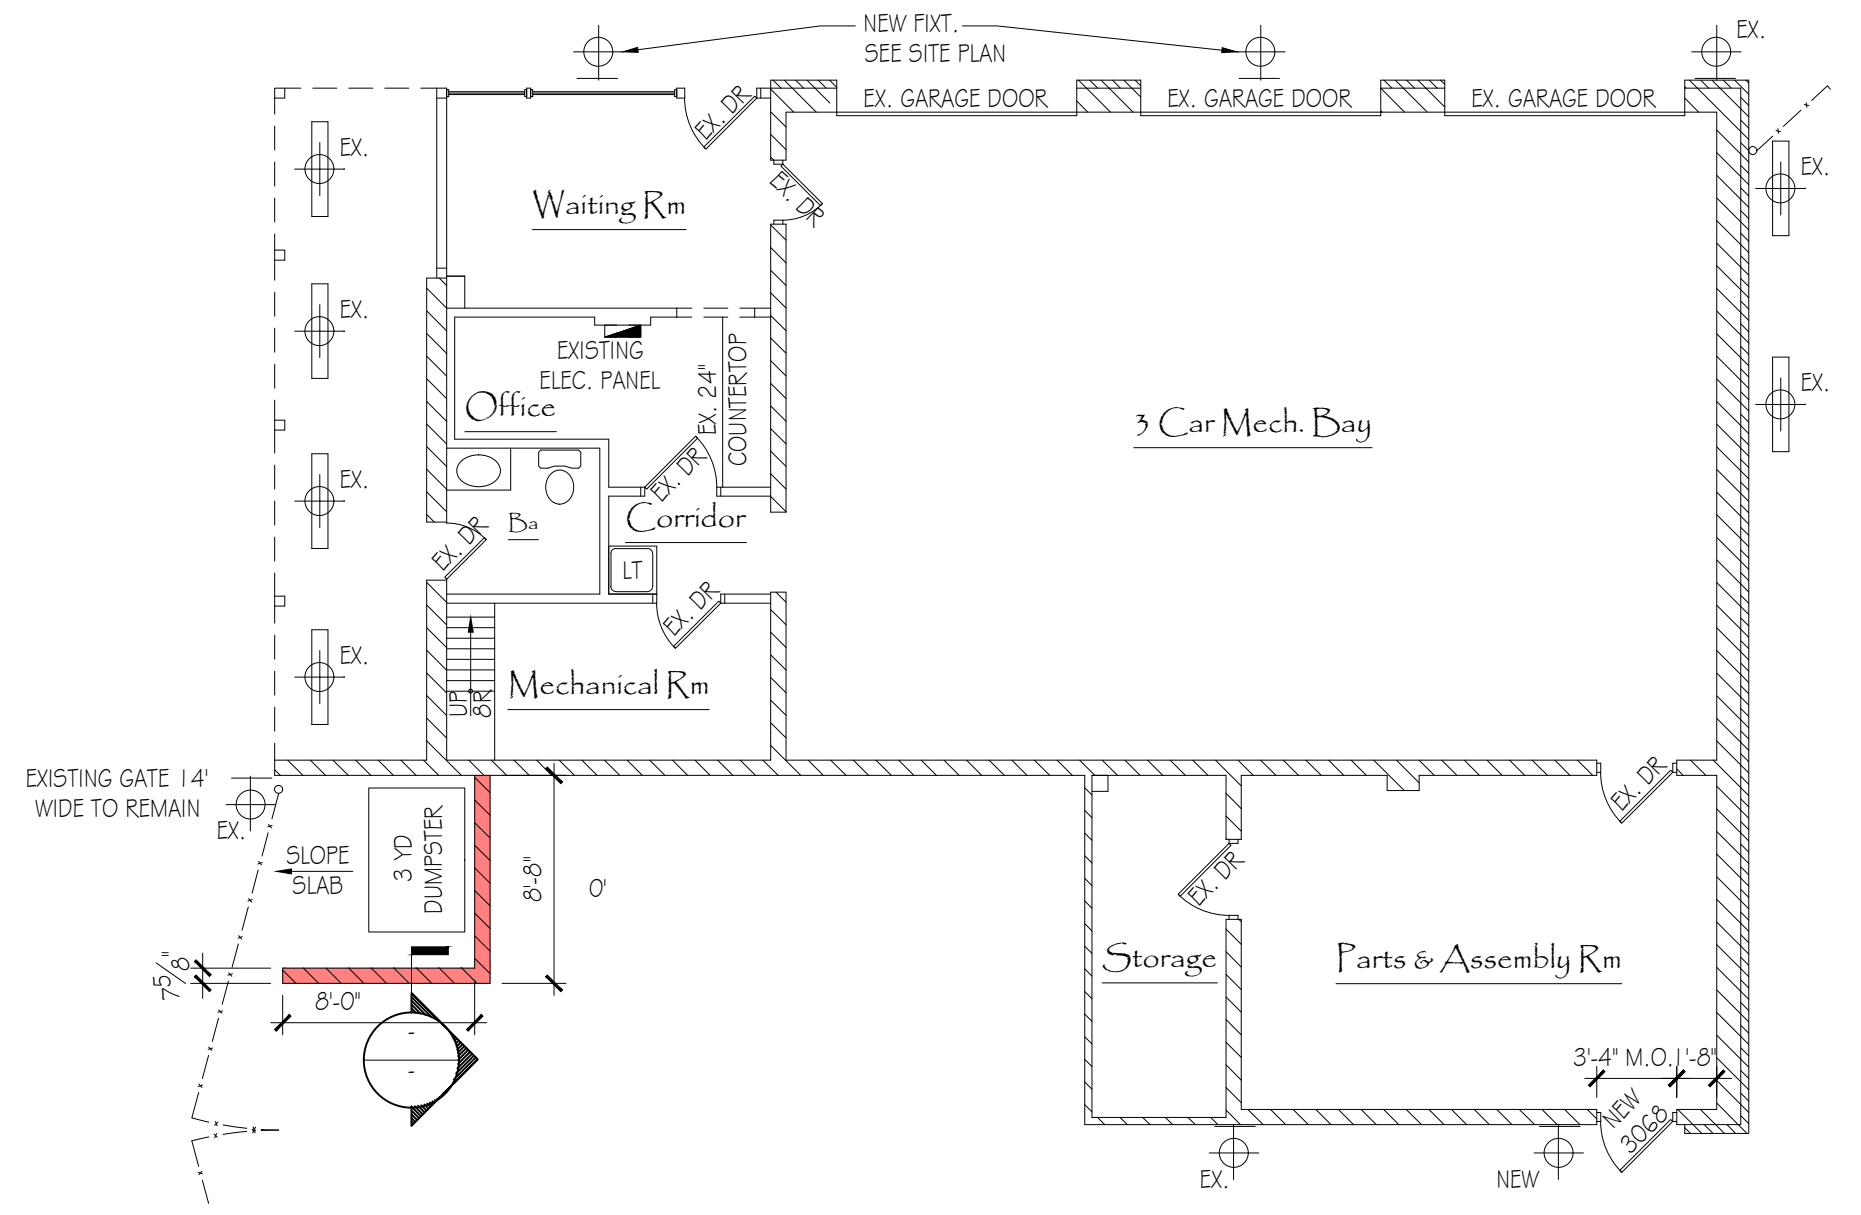 NEW FIXT.
SEE SITE PLAN
EX.
EX. GARAGE DOOR
EX. GARAGE DOOR
EX. GARAGE DOOR
EX. DR
EX.
EX.
EX. DR
Waiting Rm
EX.
EXISTING
ELEC. PANEL
EX. 24"
COUNTERTOP
EX.
Office
3 Car Mech. Bay
EX. DR
EX.
Ba
Corridor
EX. DR
LT
EX. DR
EX.
Mechanical Rm
UP
8R
EXISTING GATE 14'
WIDE TO REMAIN
EX.
EX. DR
SLOPE
SLAB
3 YD
DUMPSTER
8'-8"
0'
EX. DR
Storage
Parts & Assembly Rm
7 5/8"
8'-0"
-
-
3'-4" M.O.
1'-8"
NEW
3068
EX.
NEW